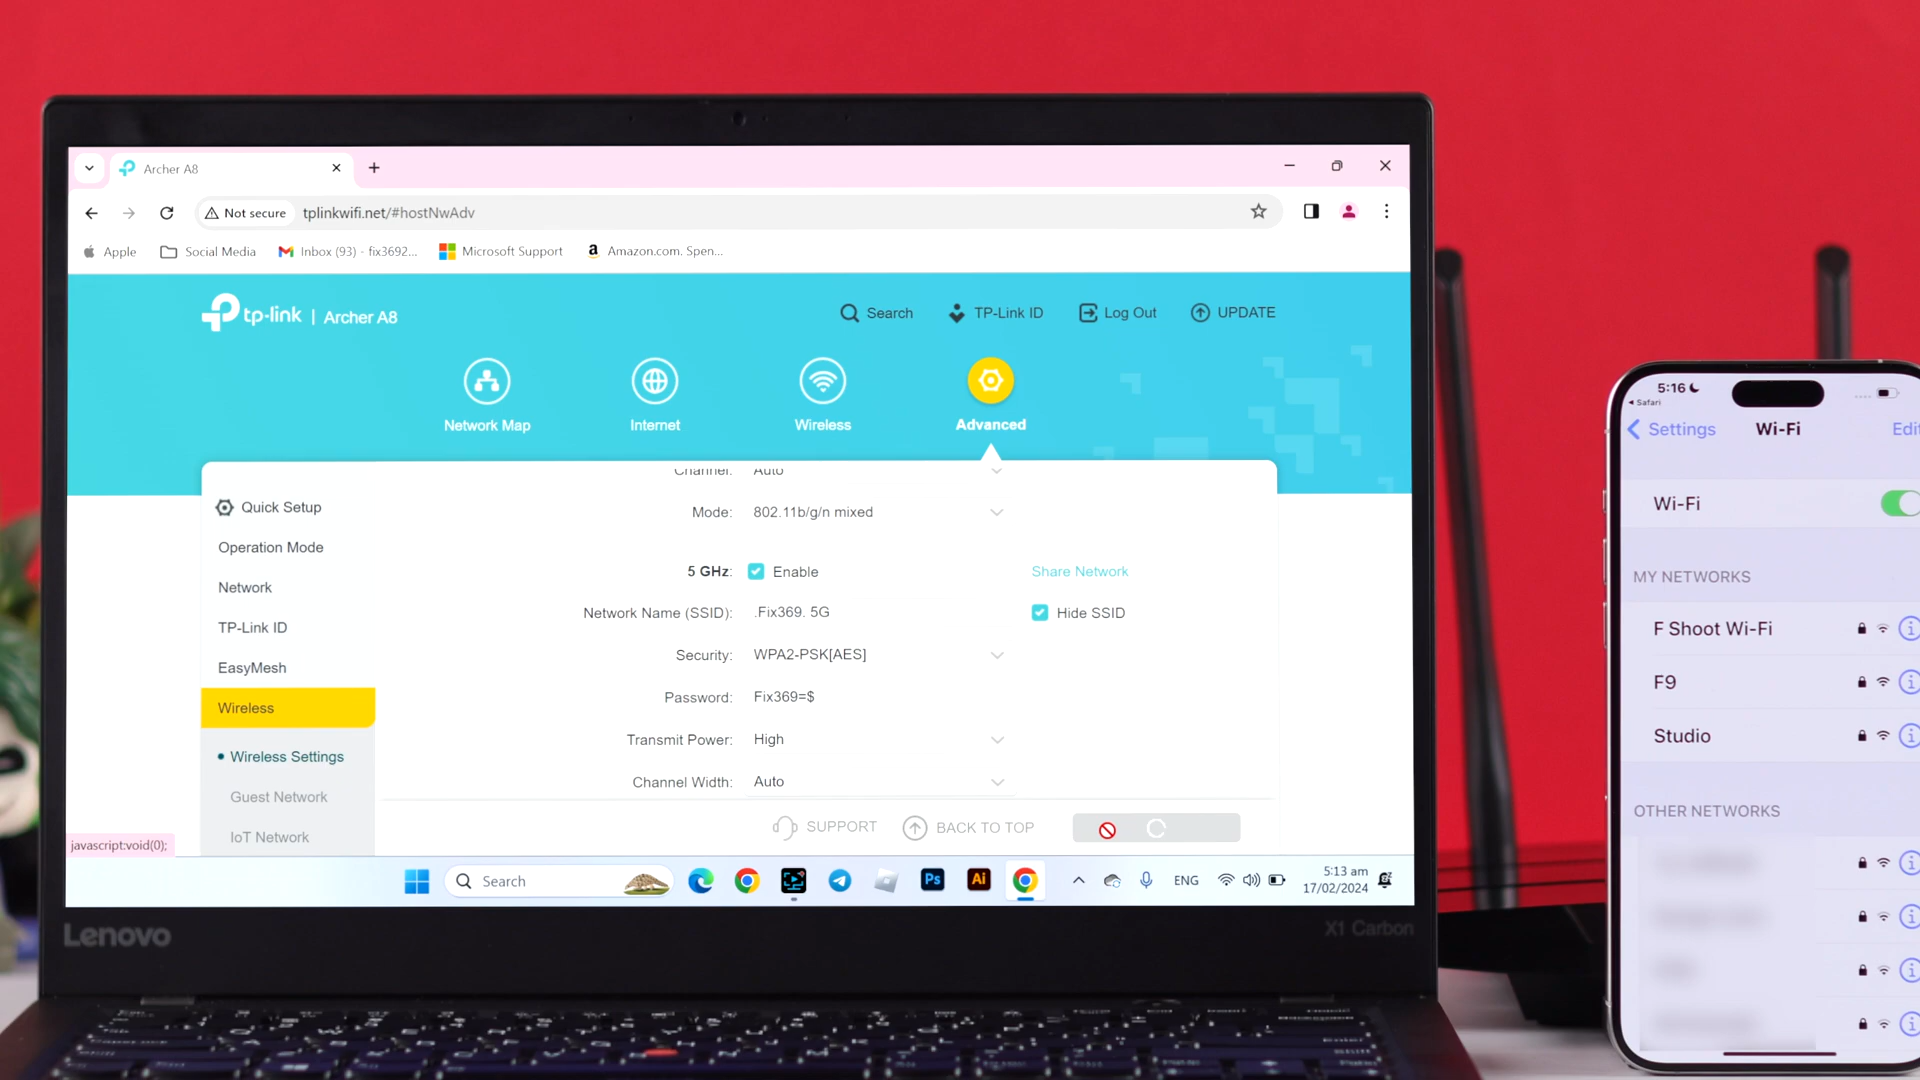 Archer A8
Not secure
tplinkwifi.net/#hostNwAdv
Apple
Social Media
Inbox (93) - fix3692...
Microsoft Support
Amazon.com. Spen...
tp-link | Archer A8
Search
TP-Link ID
Log Out
UPDATE
Network Map
Internet
Wireless
Advanced
Quick Setup
Operation Mode
Network
TP-Link ID
EasyMesh
Wireless
Wireless Settings
Guest Network
IoT Network
Channel: Auto
Mode: 802.11b/g/n mixed
5 GHz: Enable
Share Network
Network Name (SSID): .Fix369. 5G
Hide SSID
Security: WPA2-PSK[AES]
Password: Fix369=$
Transmit Power: High
Channel Width: Auto
SUPPORT
BACK TO TOP
javascript:void(0);
Search
Ps
Ai
ENG
5:13 am
17/02/2024
Lenovo
X1 Carbon
5:16
Safari
Settings
Wi-Fi
Edit
Wi-Fi
MY NETWORKS
F Shoot Wi-Fi
F9
Studio
OTHER NETWORKS